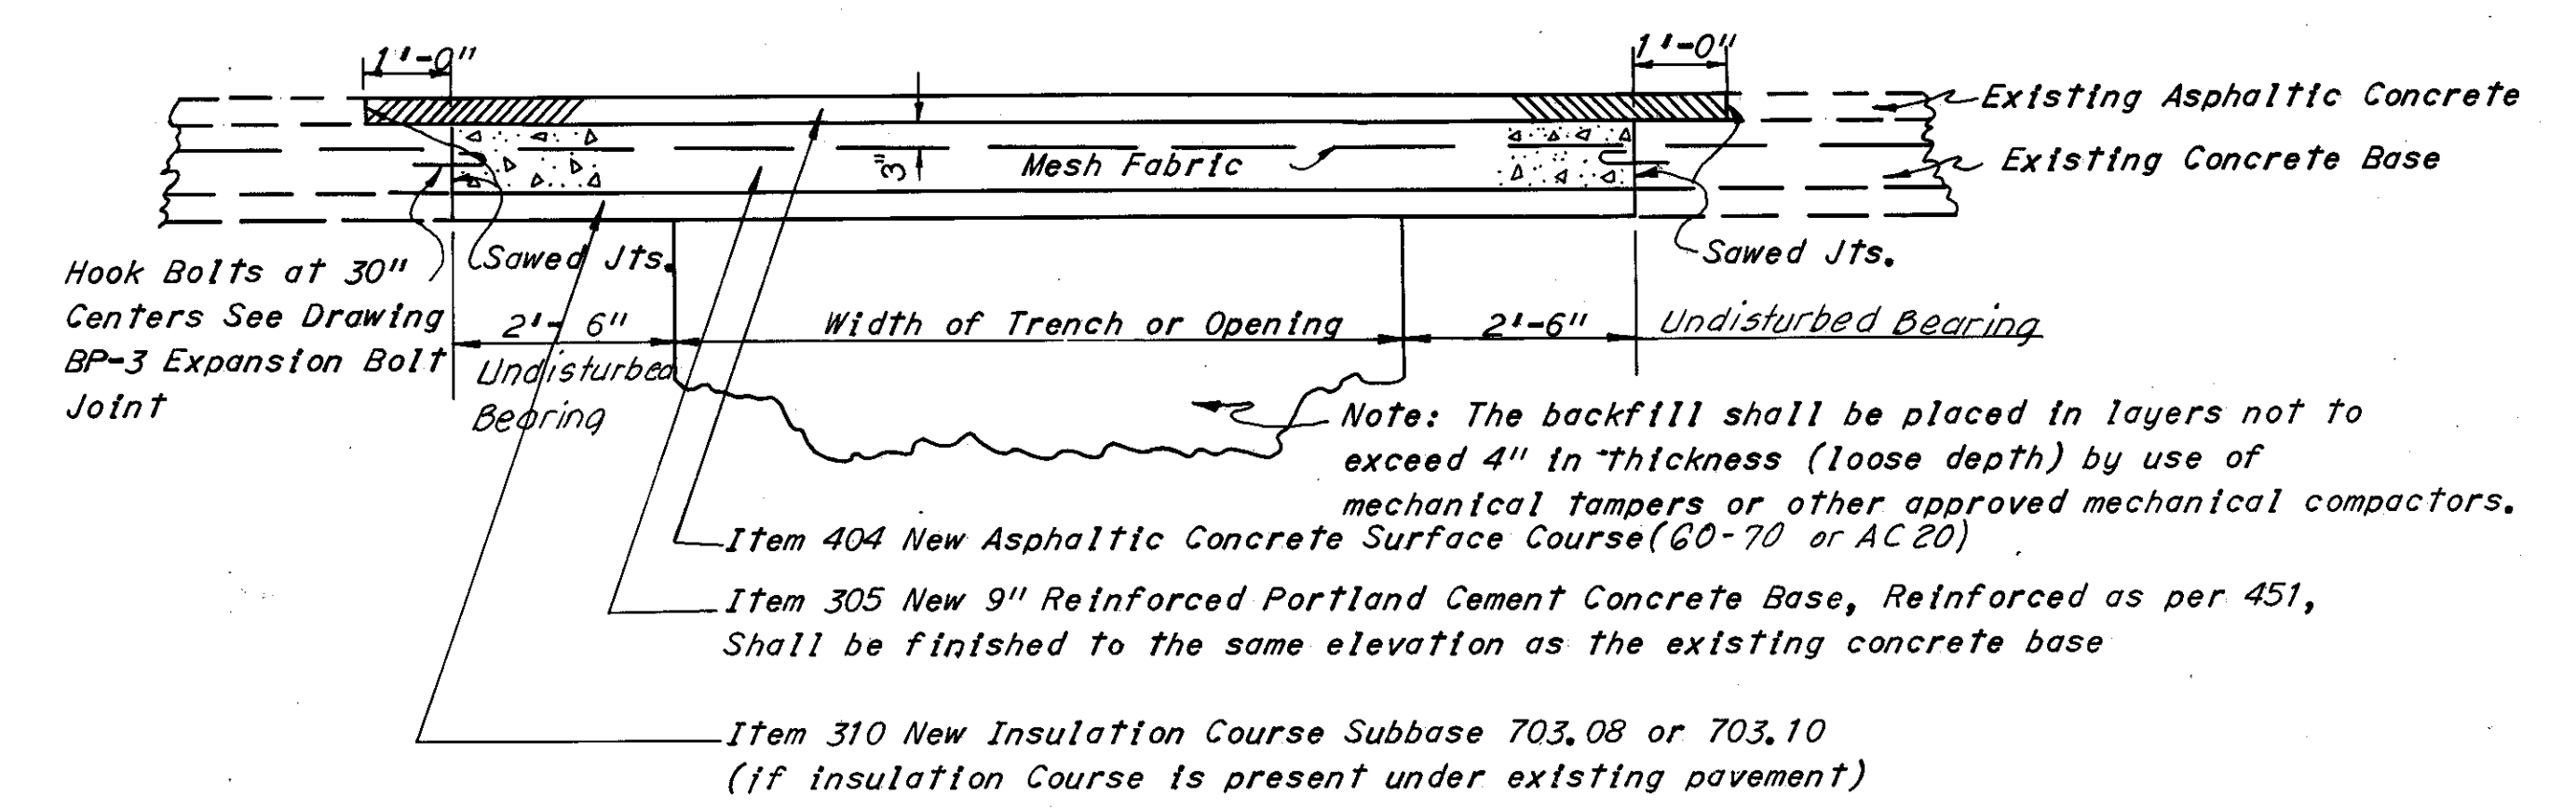 1'-0"
1'-0"
Existing Asphaltic Concrete
3"
Mesh Fabric
Existing Concrete Base
Sawed Jts.
Sawed Jts.
Hook Bolts at 30"
Centers See Drawing
BP-3 Expansion Bolt
Joint
2'-6"
Undisturbed
Bearing
Width of Trench or Opening
2'-6"
Undisturbed Bearing
Note: The backfill shall be placed in layers not to
exceed 4" in thickness (loose depth) by use of
mechanical tampers or other approved mechanical compactors.
Item 404 New Asphaltic Concrete Surface Course (60-70 or AC 20)
Item 305 New 9" Reinforced Portland Cement Concrete Base, Reinforced as per 451,
Shall be finished to the same elevation as the existing concrete base
Item 310 New Insulation Course Subbase 703.08 or 703.10
(if insulation Course is present under existing pavement)